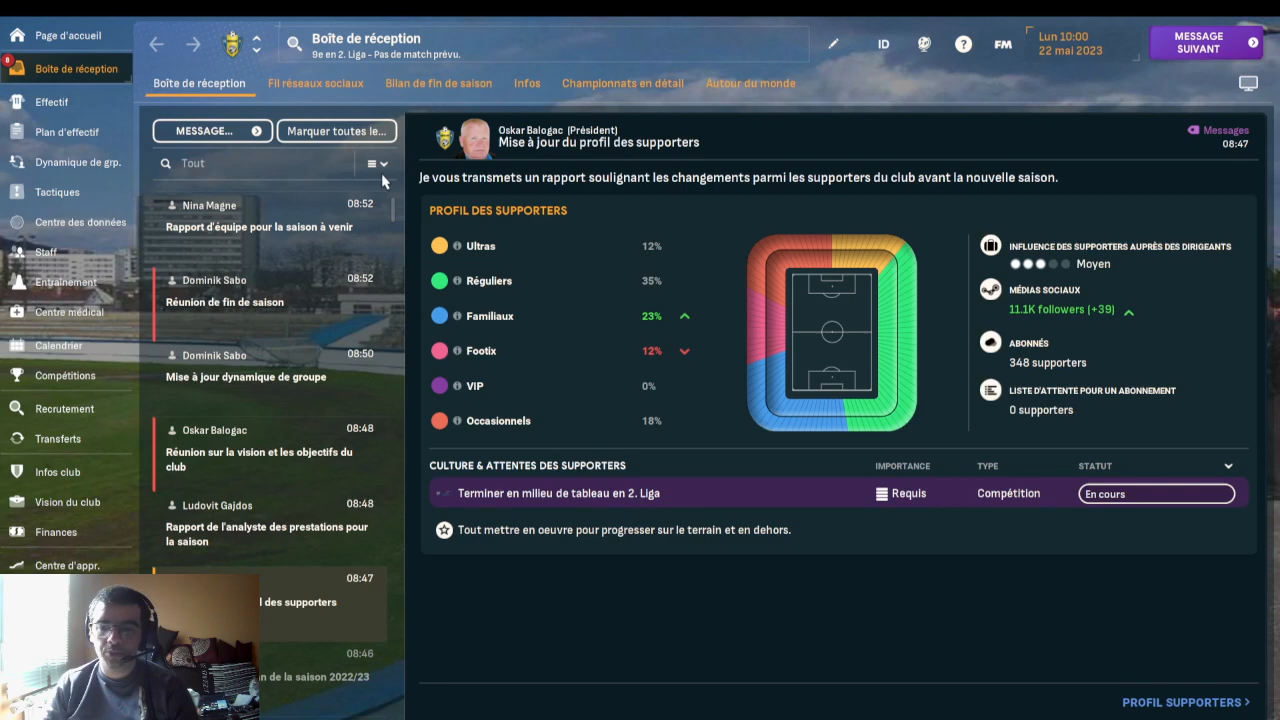 Page d'accueil
8
Boîte de réception
Effectif
Plan d'effectif
Dynamique de grp.
Tactiques
Centre des données
Staff
Entraînement
Centre médical
Calendrier
Compétitions
Recrutement
Transferts
Infos club
Vision du club
Finances
Centre d'appr.
Boîte de réception
9e en 2. Liga - Pas de match prévu.
ID
?
FM
Lun 10:00
22 mai 2023
MESSAGE
SUIVANT
Boîte de réception
Fil réseaux sociaux
Bilan de fin de saison
Infos
Championnats en détail
Autour du monde
MESSAGE...
Marquer toutes le...
Tout
Nina Magne
08:52
Rapport d'équipe pour la saison à venir
Dominik Sabo
08:52
Réunion de fin de saison
Dominik Sabo
08:50
Mise à jour dynamique de groupe
Oskar Balogac
08:48
Réunion sur la vision et les objectifs du
club
Ludovit Gajdos
08:48
Rapport de l'analyste des prestations pour
la saison
08:47
l des supporters
08:46
n de la saison 2022/23
Oskar Balogac (Président)
Mise à jour du profil des supporters
Messages
08:47
Je vous transmets un rapport soulignant les changements parmi les supporters du club avant la nouvelle saison.
PROFIL DES SUPPORTERS
Ultras
12%
Réguliers
35%
Familiaux
23%
Footix
12%
VIP
0%
Occasionnels
18%
INFLUENCE DES SUPPORTERS AUPRÈS DES DIRIGEANTS
Moyen
MÉDIAS SOCIAUX
11.1K followers (+39)
ABONNÉS
348 supporters
LISTE D'ATTENTE POUR UN ABONNEMENT
0 supporters
CULTURE & ATTENTES DES SUPPORTERS
IMPORTANCE
TYPE
STATUT
Terminer en milieu de tableau en 2. Liga
Requis
Compétition
En cours
Tout mettre en oeuvre pour progresser sur le terrain et en dehors.
PROFIL SUPPORTERS >